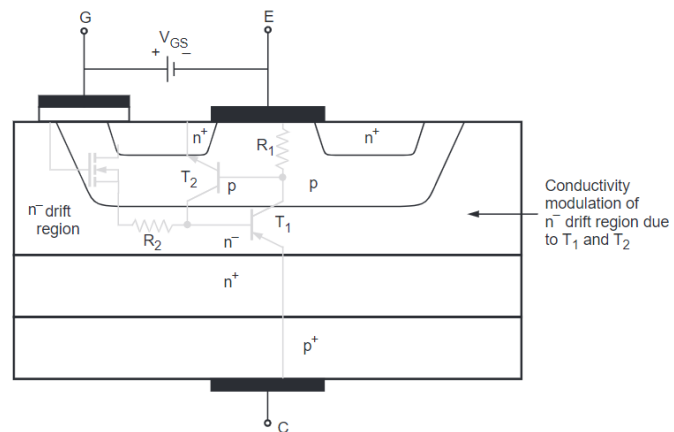 G
E
V_GS
+ −
n⁺
R₁
n⁺
T₂
p
p
n⁻ drift
region
R₂
T₁
n⁻
Conductivity
modulation of
n⁻ drift region due
to T₁ and T₂
n⁺
p⁺
C